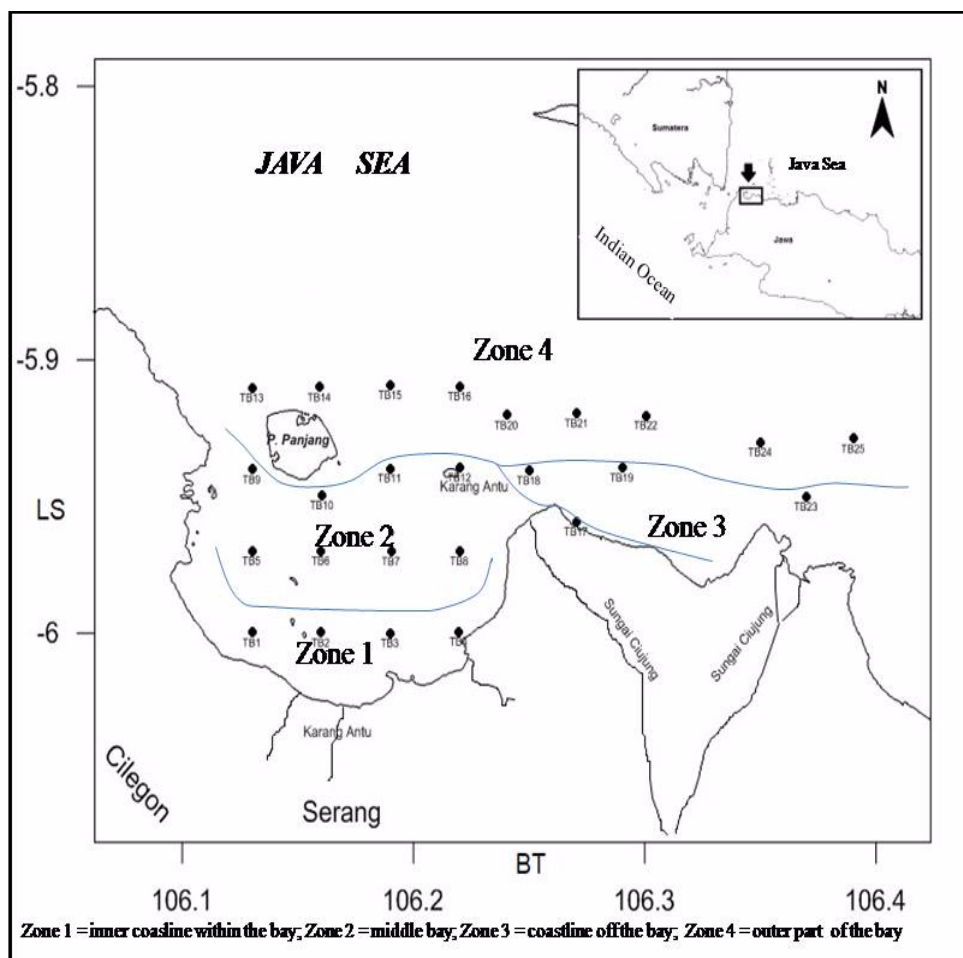 -5.8
JAVA SEA
N
Sumatera
Java Sea
Jawa
Indian Ocean
-5.9
Zone 4
TB13
TB14
TB15
TB16
TB20
TB21
TB22
TB24
TB25
P. Panjang
TB9
TB10
TB11
TB12
Karang Antu
TB18
TB19
TB23
LS
Zone 2
TB17
Zone 3
TB5
TB6
TB7
TB8
-6
TB1
TB2
TB3
TB4
Zone 1
Sungai Ciujung
Sungai Ciujung
Karang Antu
Cilegon
Serang
BT
106.1
106.2
106.3
106.4
Zone 1 = inner coasline within the bay; Zone 2 = middle bay; Zone 3 = coastline off the bay; Zone 4 = outer part of the bay